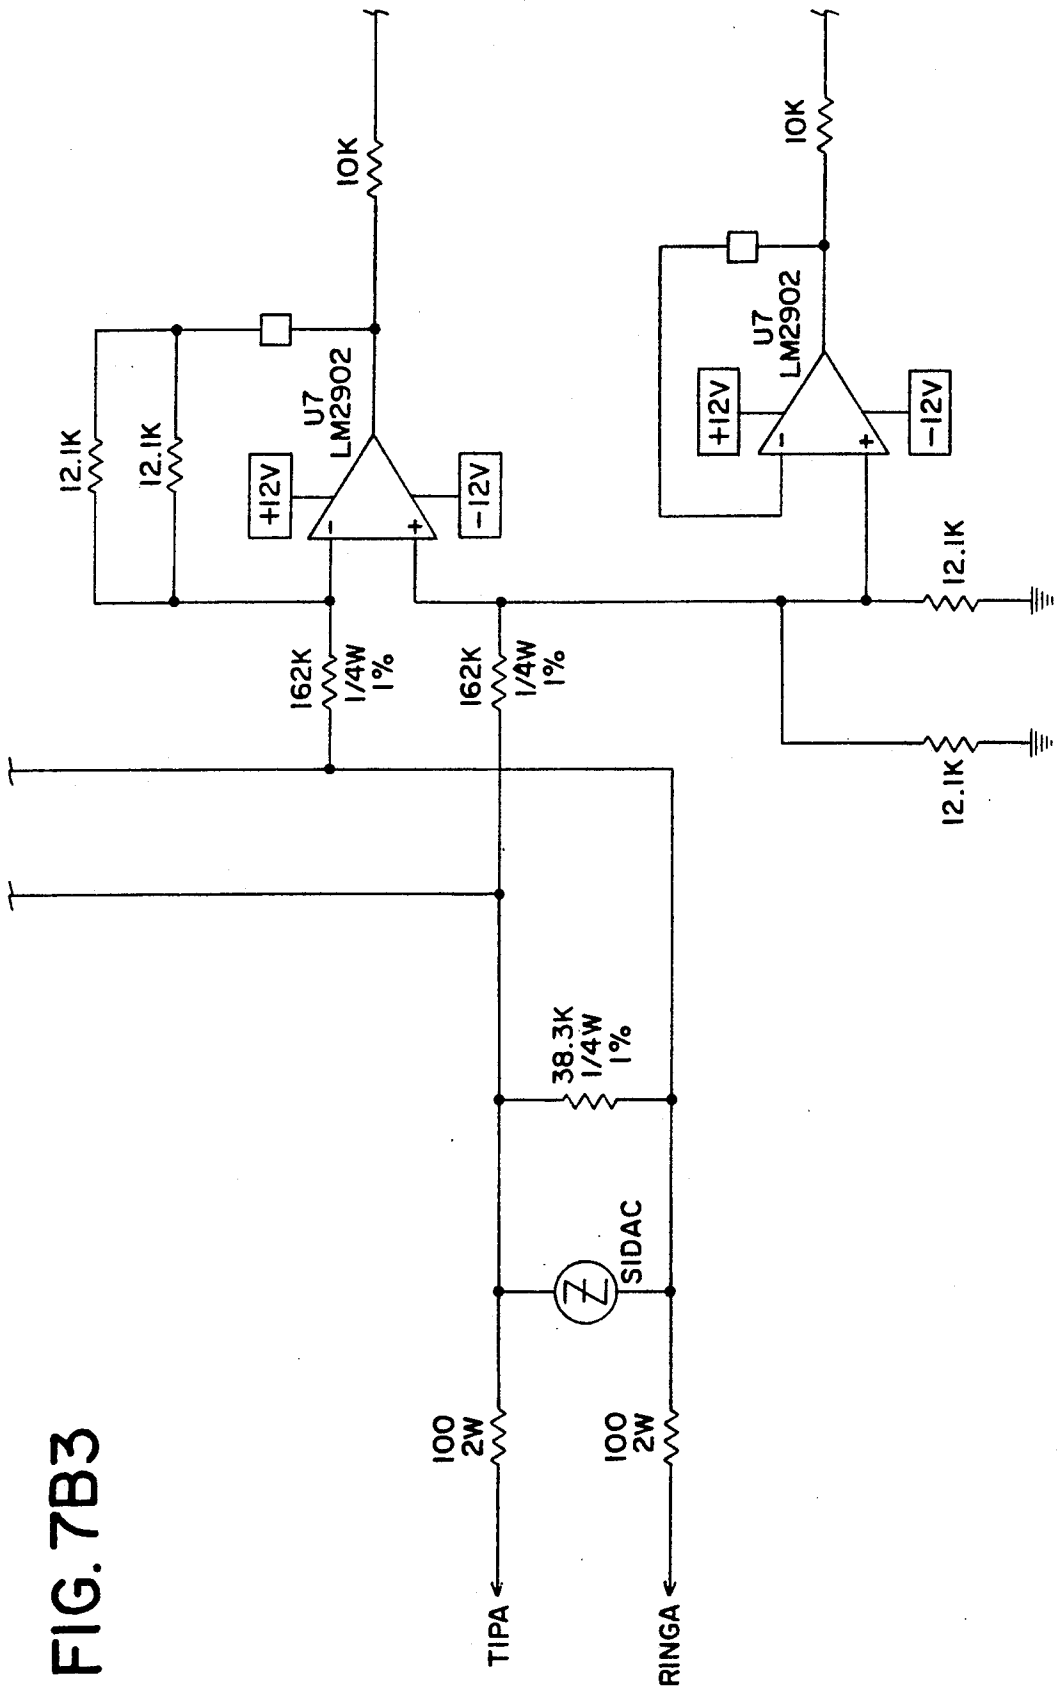 FIG. 7B3
12.1K
12.1K
10K
+12V
U7
LM2902
-
+
-12V
162K
1/4W
1%
162K
1/4W
1%
10K
+12V
U7
LM2902
-
+
-12V
12.1K
12.1K
38.3K
1/4W
1%
SIDAC
100
2W
100
2W
TIPA
RINGA